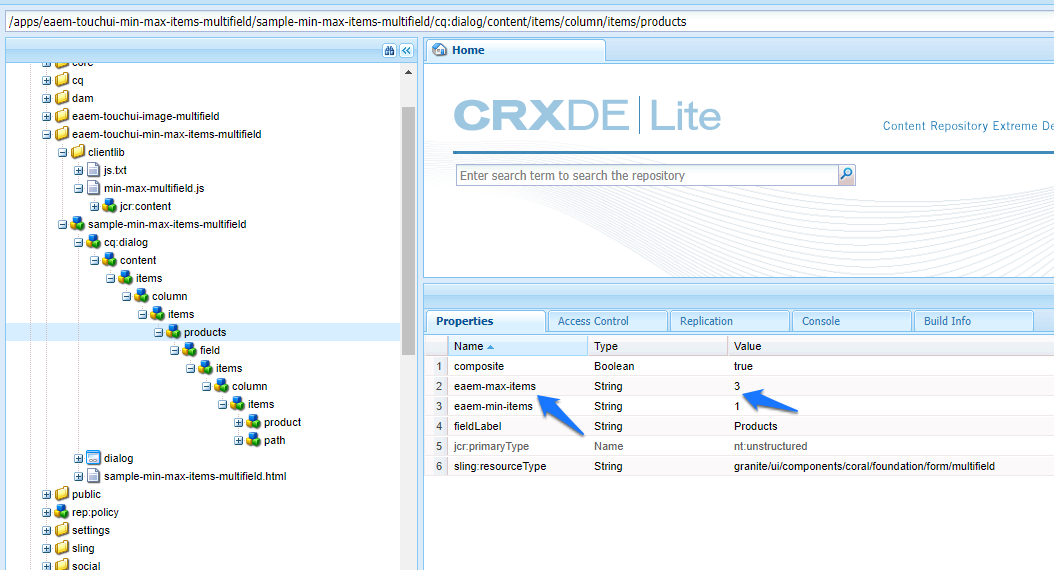 /apps/eaem-touchui-min-max-items-multifield/sample-min-max-items-multifield/cq:dialog/content/items/column/items/products
core
cq
dam
eaem-touchui-image-multifield
eaem-touchui-min-max-items-multifield
clientlib
js.txt
min-max-multifield.js
jcr:content
sample-min-max-items-multifield
cq:dialog
content
items
column
items
products
field
items
column
items
product
path
dialog
sample-min-max-items-multifield.html
public
rep:policy
settings
sling
social
Home
CRXDE Lite
Content Repository Extreme De
Enter search term to search the repository
Properties Access Control Replication Console Build Info
Name Type Value
1 composite Boolean true
2 eaem-max-items String 3
3 eaem-min-items String 1
4 fieldLabel String Products
5 jcr:primaryType Name nt:unstructured
6 sling:resourceType String granite/ui/components/coral/foundation/form/multifield